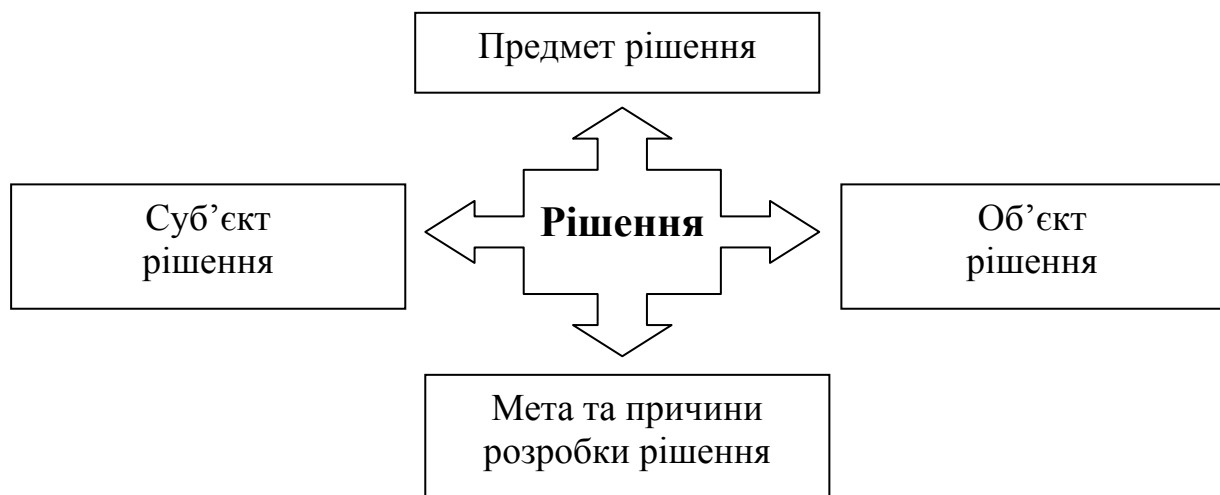 Предмет рішення
Суб’єкт
рішення
Рішення
Об’єкт
рішення
Мета та причини
розробки рішення